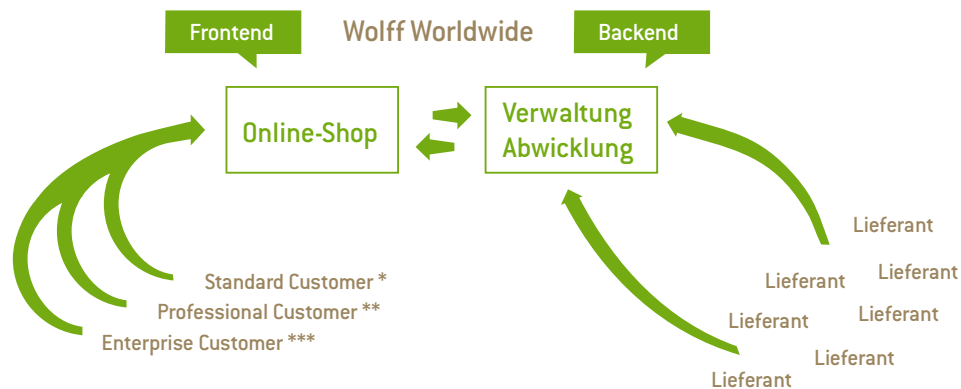 Frontend
Wolff Worldwide
Backend
Online-Shop
Verwaltung
Abwicklung
Standard Customer *
Professional Customer **
Enterprise Customer ***
Lieferant
Lieferant
Lieferant
Lieferant
Lieferant
Lieferant
Lieferant